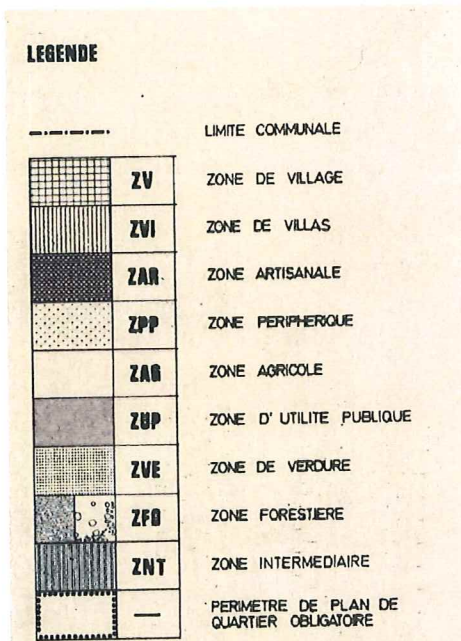 LEGENDE
LIMITE COMMUNALE
ZV ZONE DE VILLAGE
ZVI ZONE DE VILLAS
ZAR ZONE ARTISANALE
ZPP ZONE PERIPHERIQUE
ZAG ZONE AGRICOLE
ZUP ZONE D' UTILITE PUBLIQUE
ZVE ZONE DE VERDURE
ZFO ZONE FORESTIERE
ZNT ZONE INTERMEDIAIRE
— PERIMETRE DE PLAN DE
QUARTIER OBLIGATOIRE